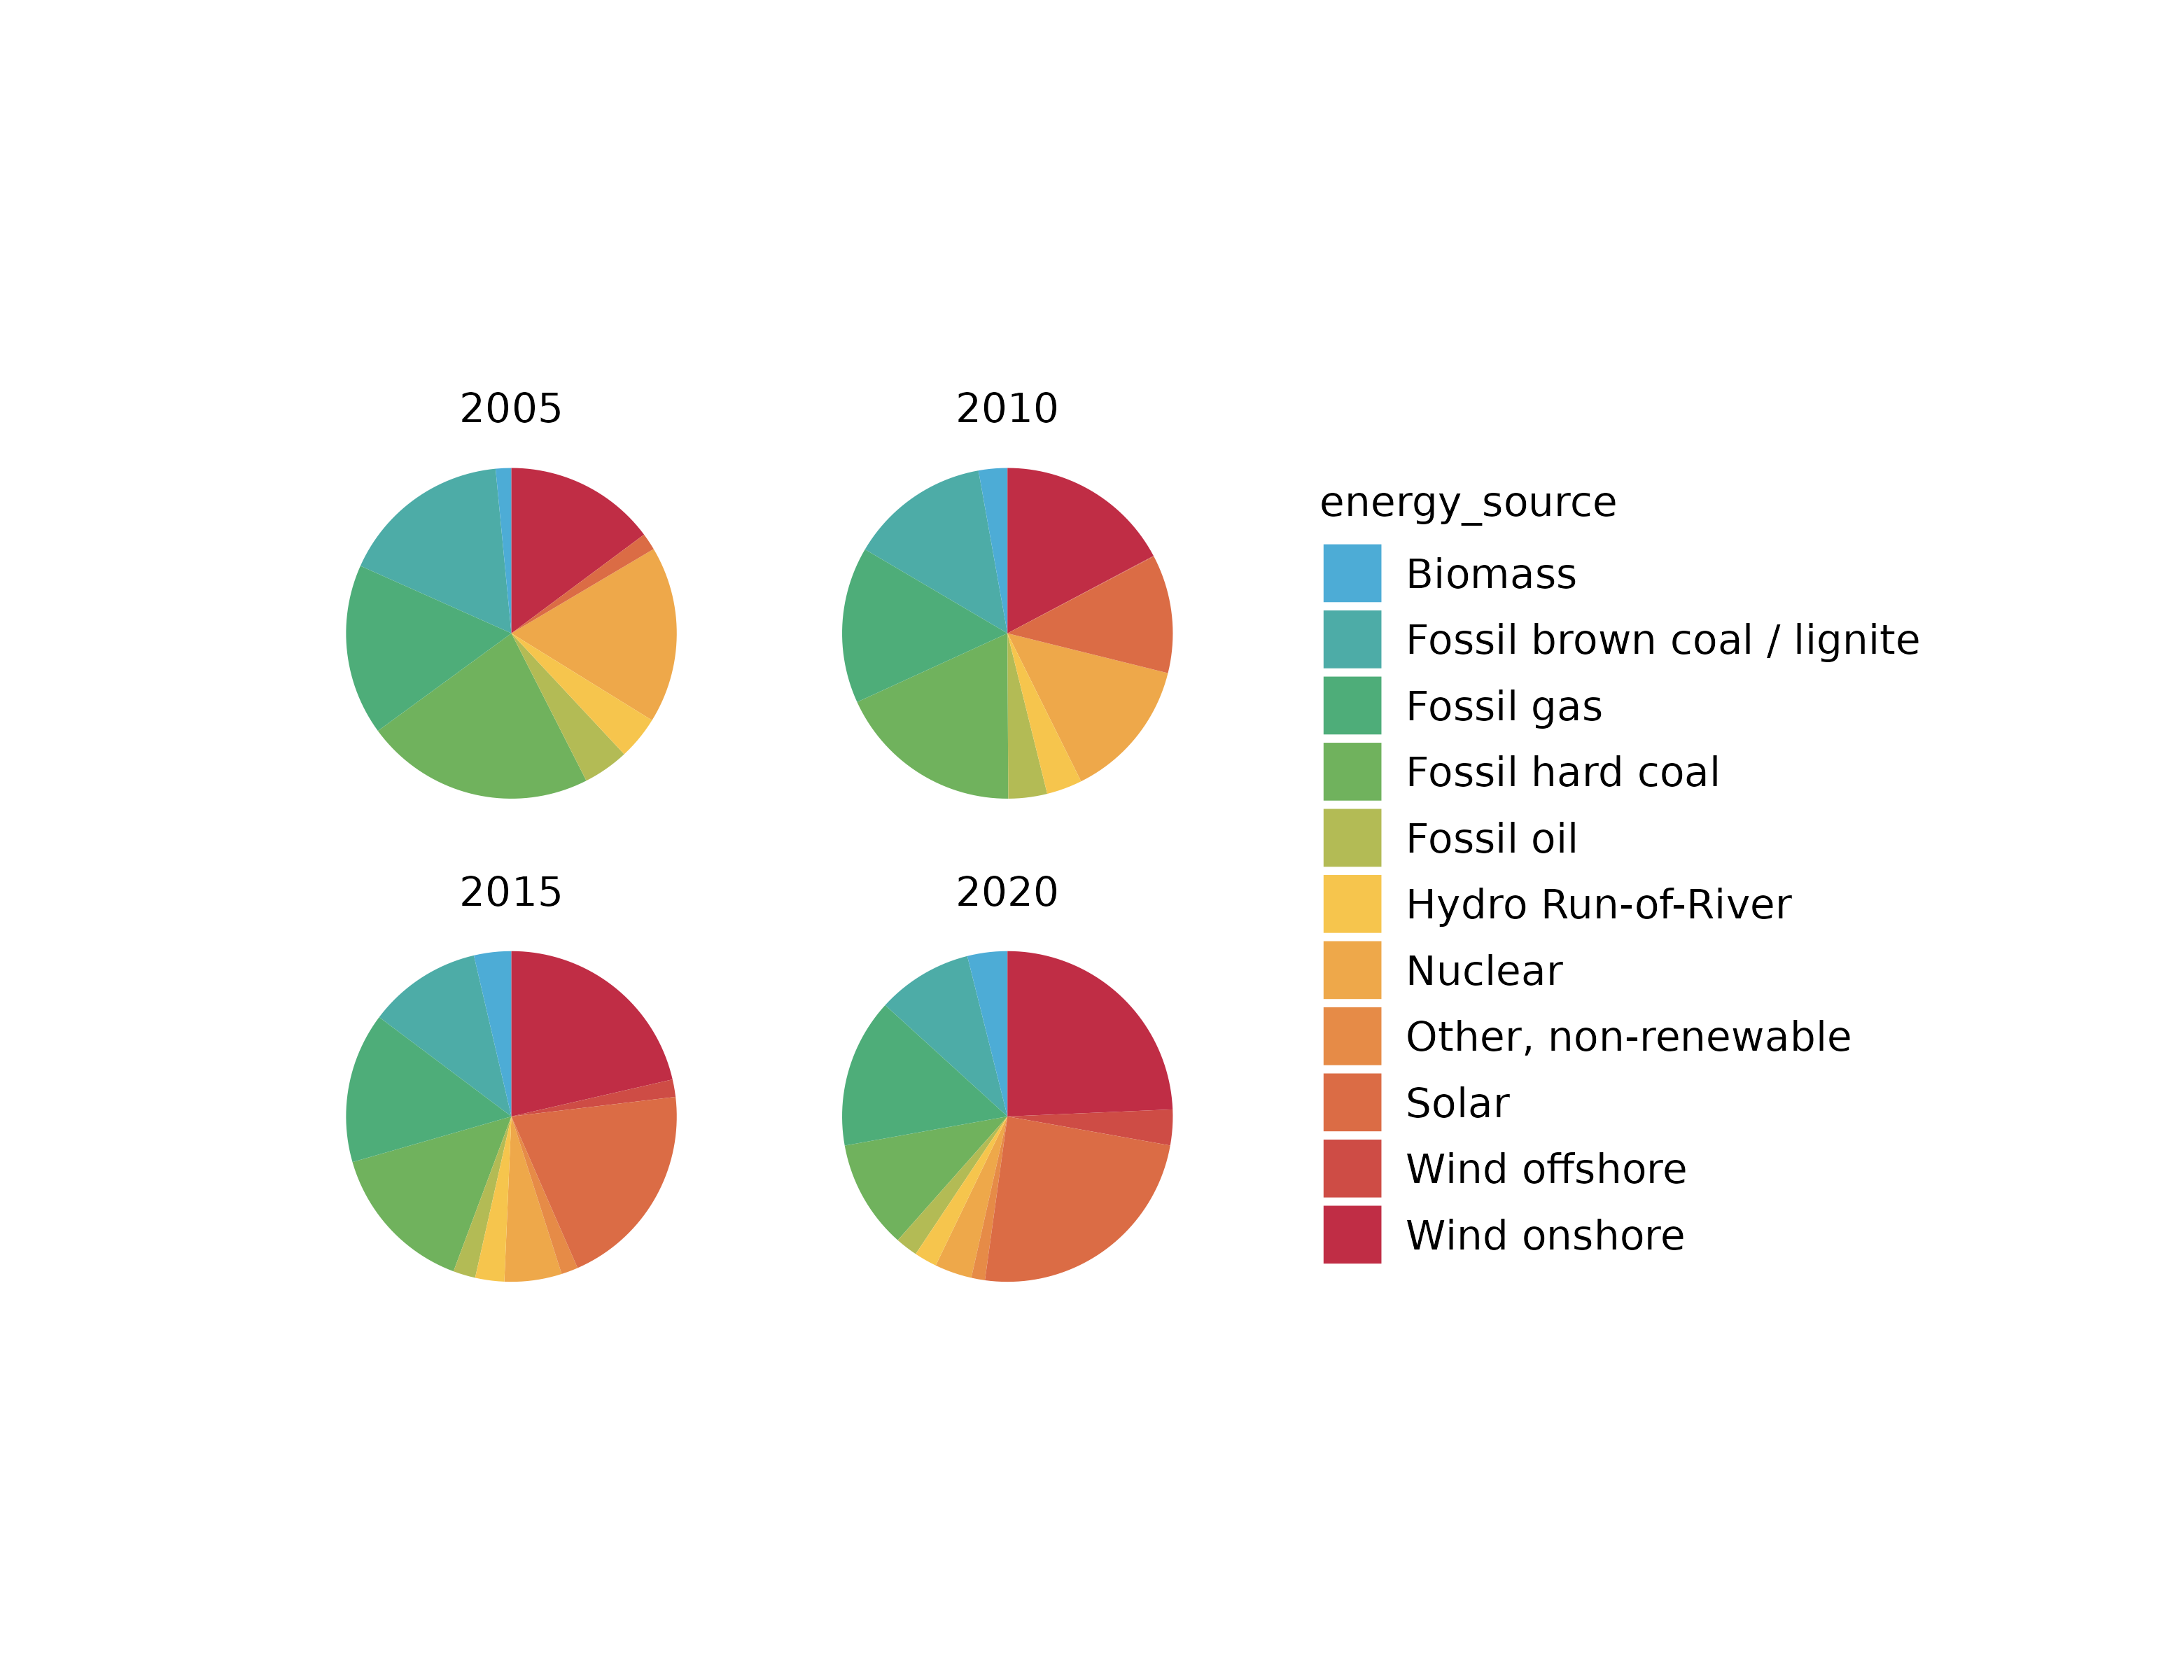 2005
2010
2015
2020
energy_source
Biomass
Fossil brown coal / lignite
Fossil gas
Fossil hard coal
Fossil oil
Hydro Run-of-River
Nuclear
Other, non-renewable
Solar
Wind offshore
Wind onshore